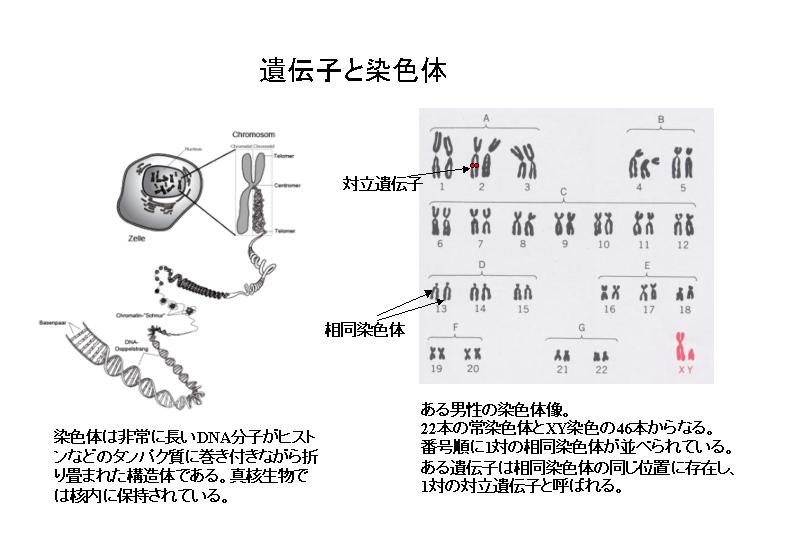 遺伝子と染色体
Chromosom
Chromatid Chromatid
Nucleus
Telomer
Centromer
Telomer
Zelle
Chromatin-"Schnur"
Basenpaar
DNA-
Doppelstrang
A
B
対立遺伝子
1 2 3 4 5
C
6 7 8 9 10 11 12
D
E
相同染色体
13 14 15 16 17 18
F
G
19 20 21 22 X Y
染色体は非常に長いDNA分子がヒスト
ンなどのタンパク質に巻き付きながら折
り畳まれた構造体である。真核生物で
は核内に保持されている。
ある男性の染色体像。
22本の常染色体とXY染色の46本からなる。
番号順に1対の相同染色体が並べられている。
ある遺伝子は相同染色体の同じ位置に存在し、
1対の対立遺伝子と呼ばれる。